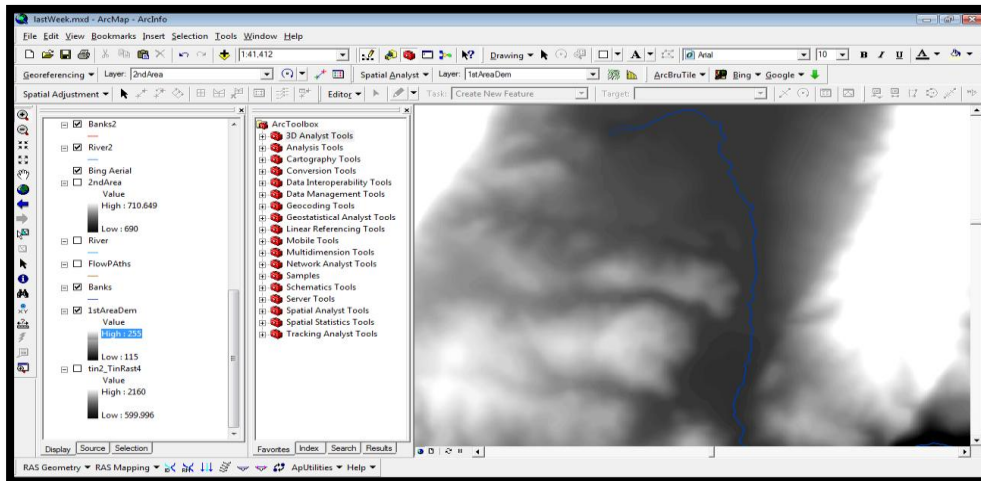 lastWeek.mxd - ArcMap - ArcInfo
File Edit View Bookmarks Insert Selection Tools Window Help
1:41.412 Drawing Arial 10 B I U A
Georeferencing Layer: 2ndArea Spatial Analyst Layer: 1stAreaDem ArcBruTile Bing Google
Spatial Adjustment Editor Task: Create New Feature Target:
Banks2
River2
Bing Aerial
2ndArea
Value
High : 710.649
Low : 690
River
FlowPAths
Banks
1stAreaDem
Value
High : 255
Low : 115
tin2_TinRast4
Value
High : 2160
Low : 599.996
Display Source Selection
ArcToolbox
3D Analyst Tools
Analysis Tools
Cartography Tools
Conversion Tools
Data Interoperability Tools
Data Management Tools
Geocoding Tools
Geostatistical Analyst Tools
Linear Referencing Tools
Mobile Tools
Multidimension Tools
Network Analyst Tools
Samples
Schematics Tools
Server Tools
Spatial Analyst Tools
Spatial Statistics Tools
Tracking Analyst Tools
Favorites Index Search Results
RAS Geometry RAS Mapping ApUtilities Help